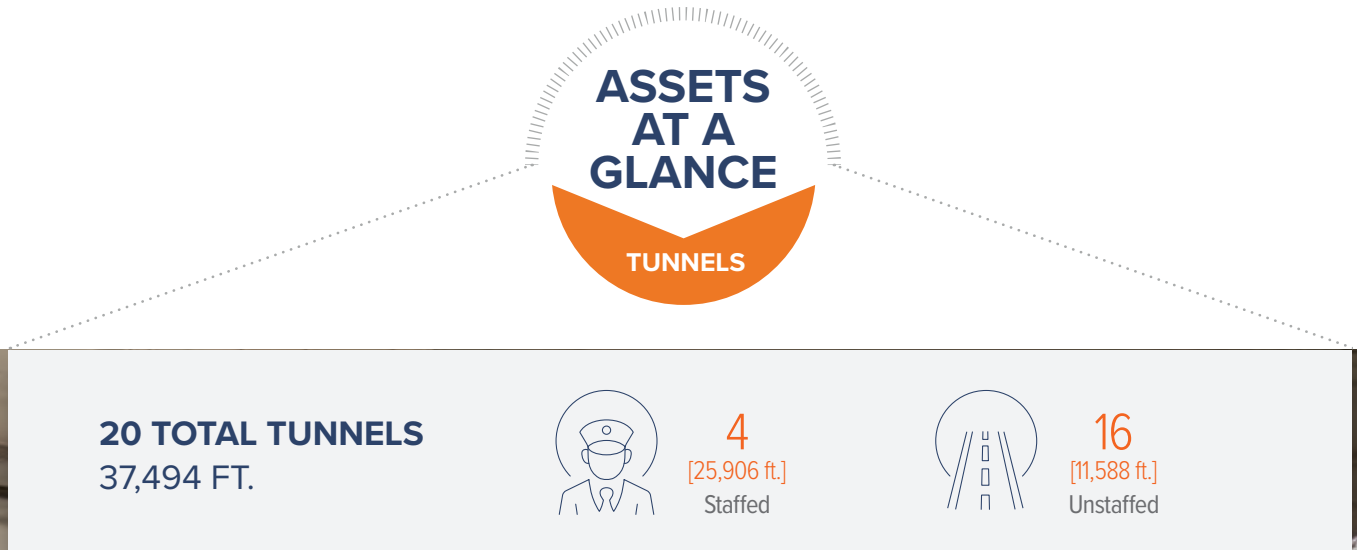 ASSETS
AT A
GLANCE
TUNNELS
20 TOTAL TUNNELS
37,494 FT.
4
[25,906 ft.]
Staffed
16
[11,588 ft.]
Unstaffed